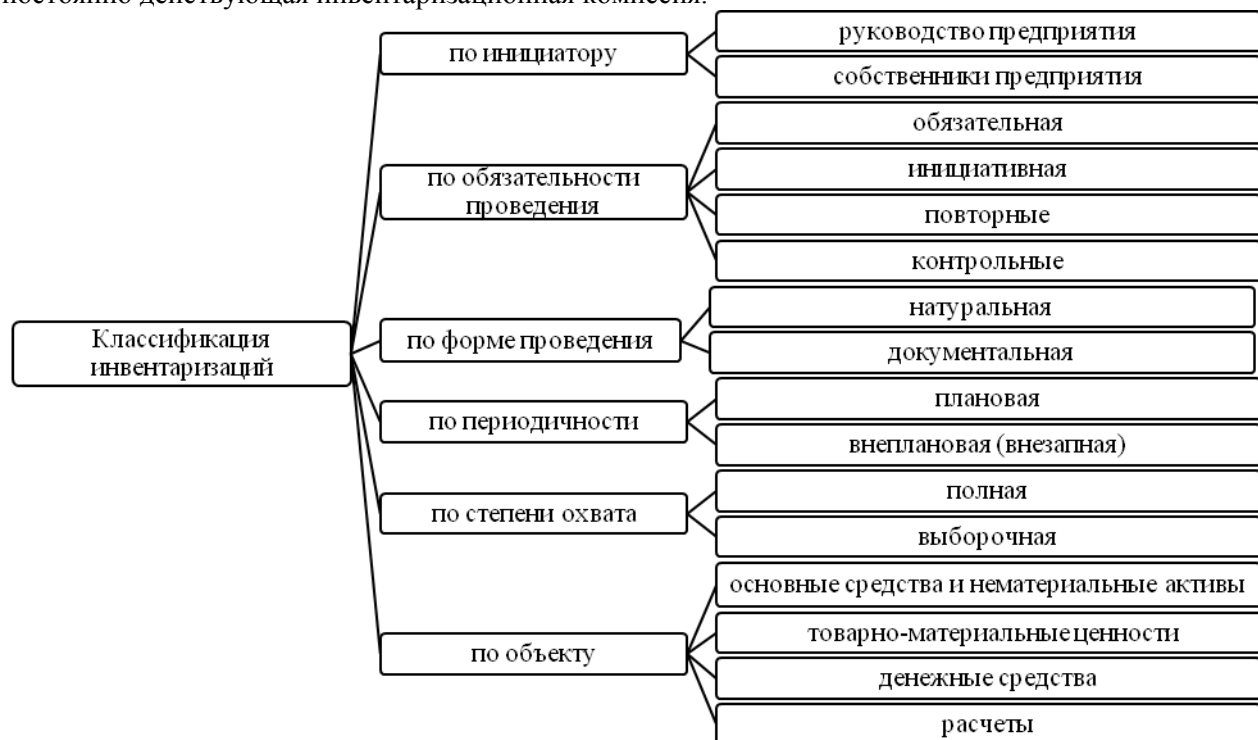 постоянно действующая инвентаризационная комиссия.
по инициатору
руководство предприятия
собственники предприятия
по обязательности
проведения
обязательная
инициативная
повторные
контрольные
Классификация
инвентаризаций
по форме проведения
натуральная
документальная
по периодичности
плановая
внеплановая (внезапная)
по степени охвата
полная
выборочная
по объекту
основные средства и нематериальные активы
товарно-материальные ценности
денежные средства
расчеты